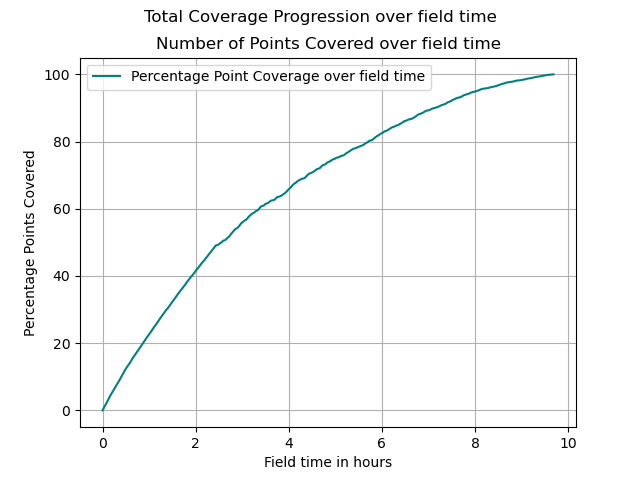 Total Coverage Progression over field time
Number of Points Covered over field time
Percentage Point Coverage over field time
Percentage Points Covered
100
80
60
40
20
0
0 2 4 6 8 10
Field time in hours